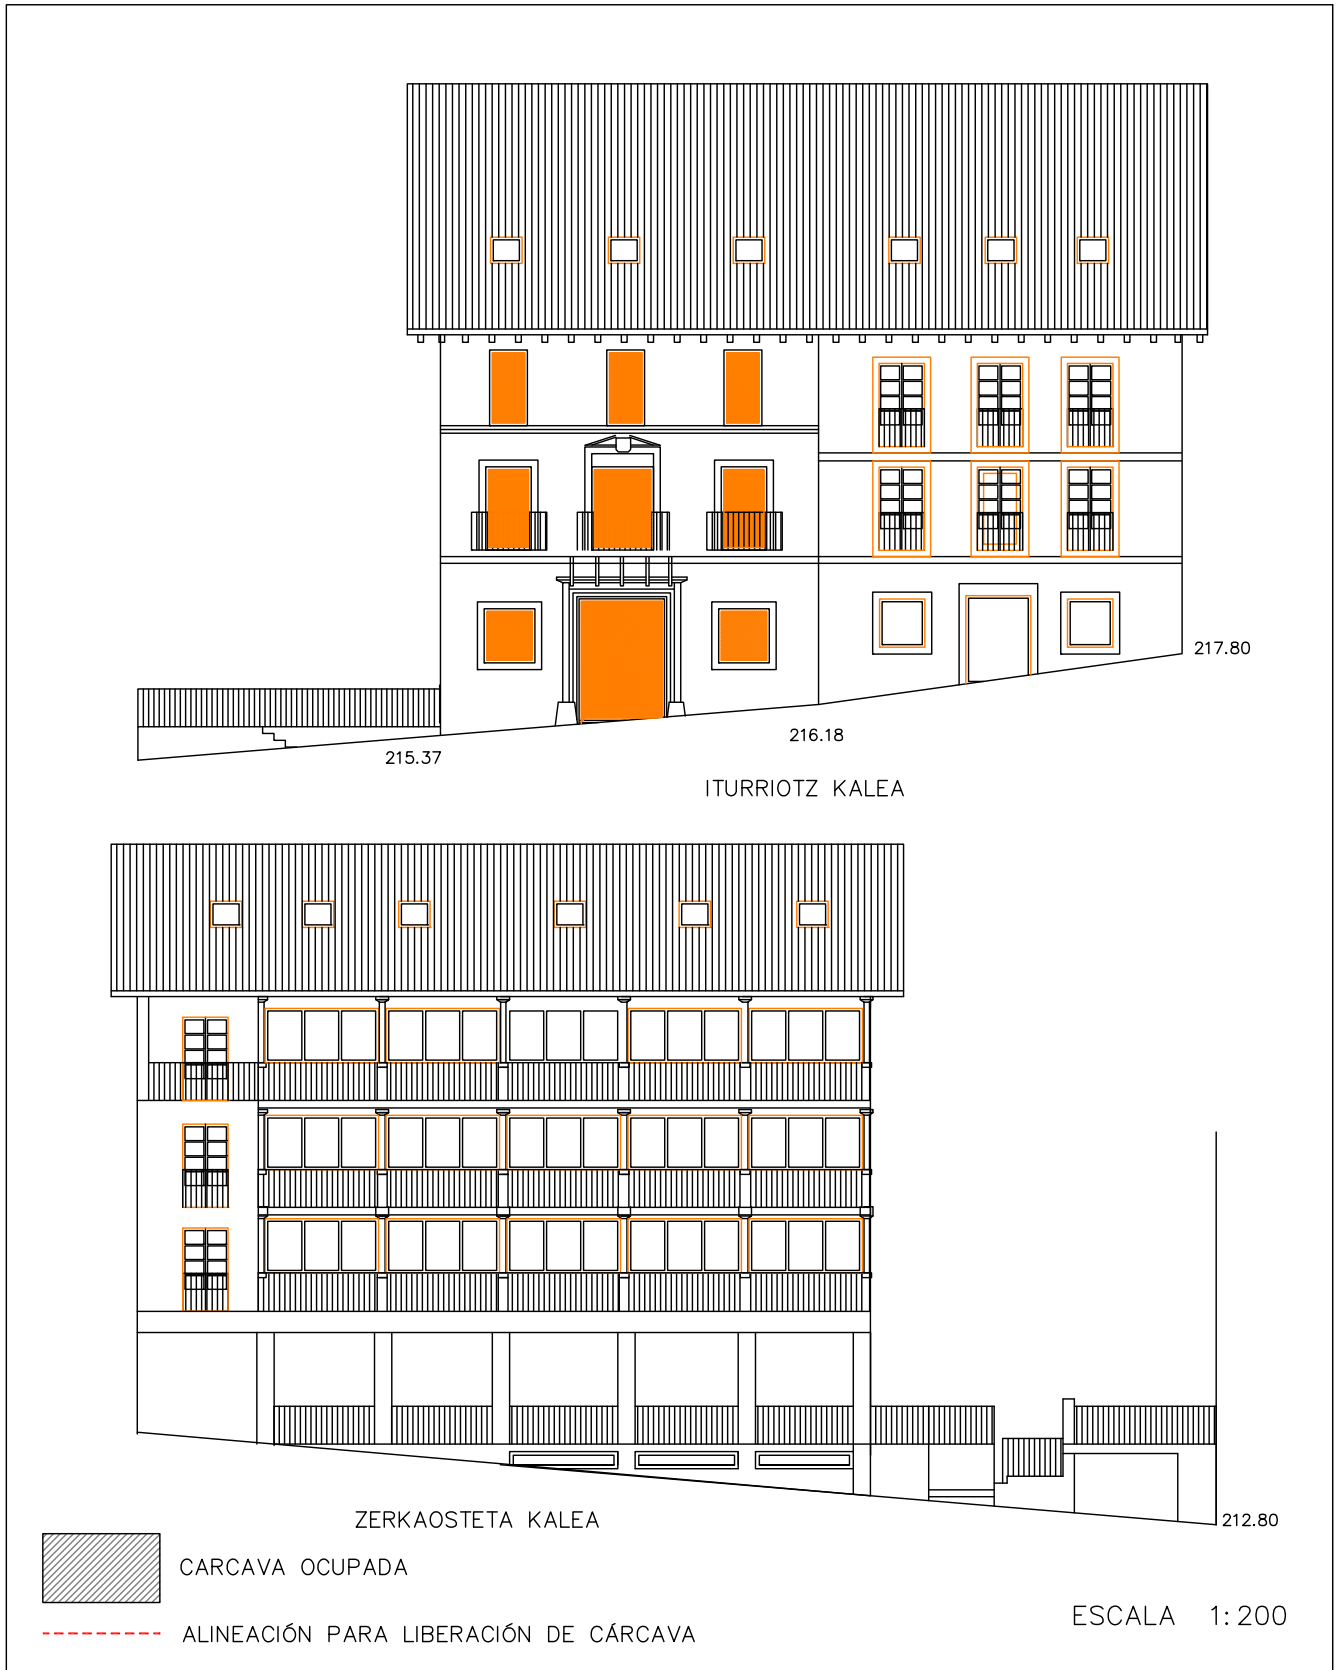 217.80
216.18
215.37
ITURRIOTZ KALEA
ZERKAOSTETA KALEA
212.80
CARCAVA OCUPADA
ESCALA 1:200
ALINEACIÓN PARA LIBERACIÓN DE CÁRCAVA